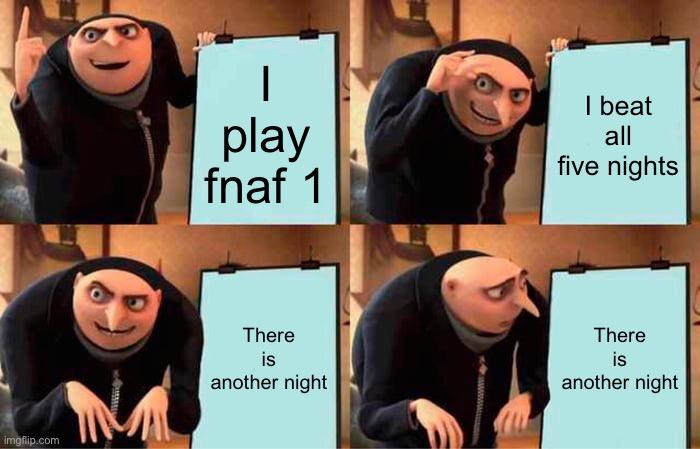 I
play
fnaf 1
I beat
all
five nights
There
is
another night
There
is
another night
imgflip.com